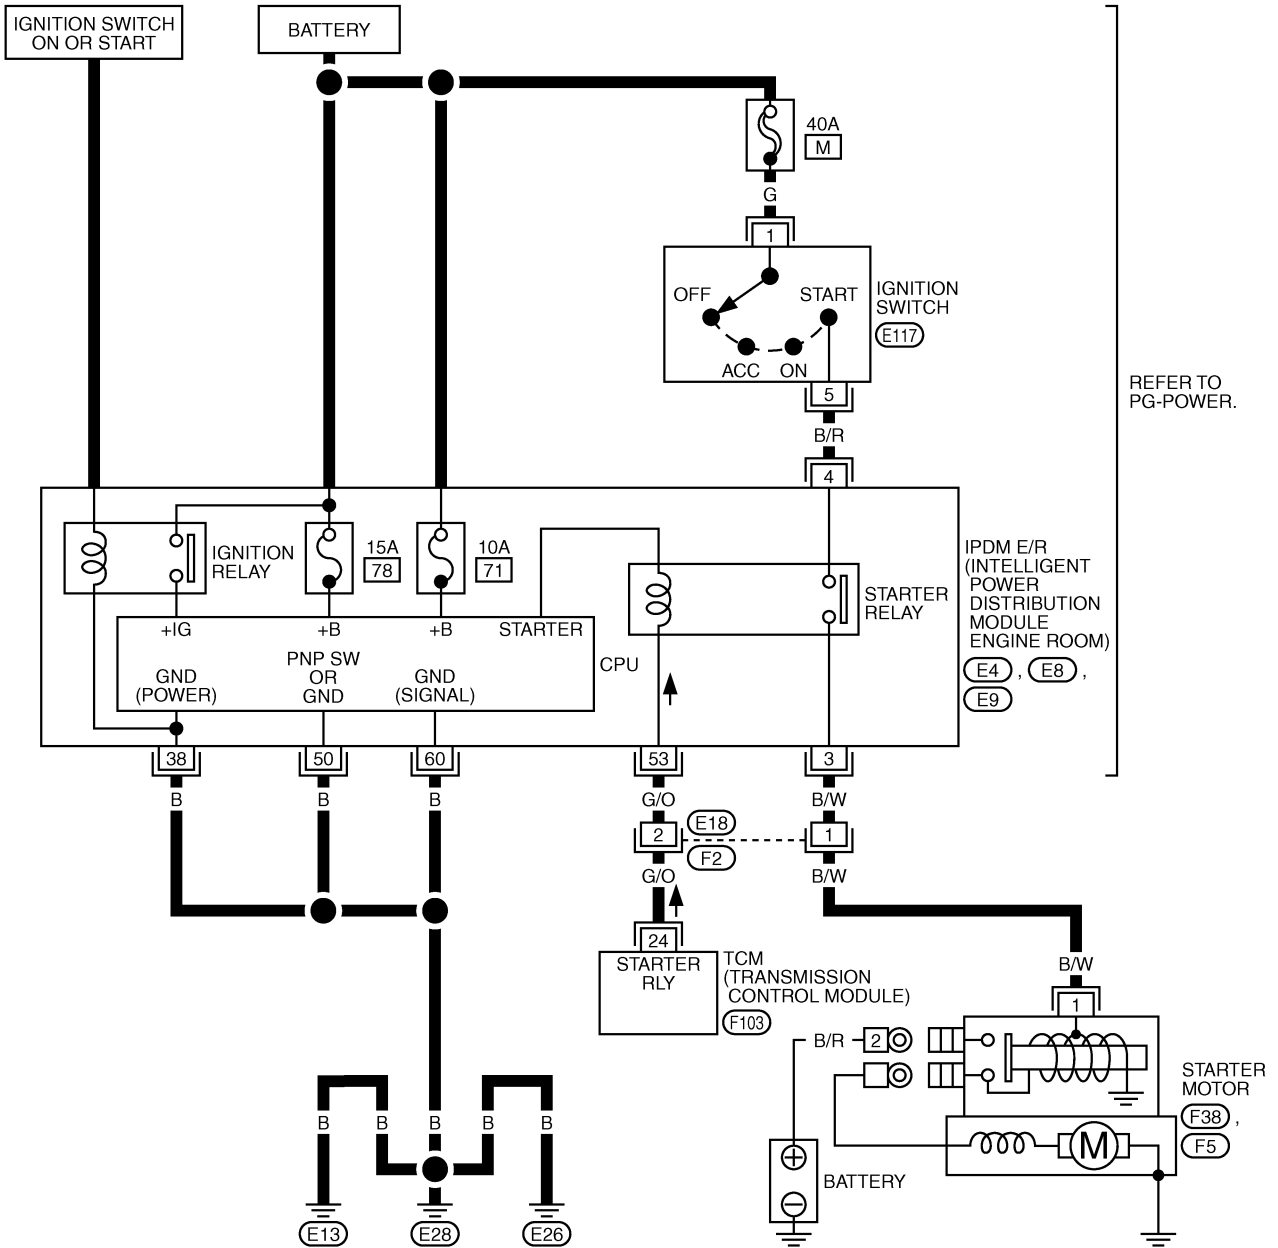 IGNITION SWITCH
ON OR START
BATTERY
40A
M
G
1
OFF
START
ACC
ON
IGNITION
SWITCH
E117
5
B/R
4
REFER TO
PG-POWER.
IGNITION
RELAY
15A
78
10A
71
STARTER
RELAY
IPDM E/R
(INTELLIGENT
POWER
DISTRIBUTION
MODULE
ENGINE ROOM)
E4 , E8 ,
E9
+IG
+B
+B
STARTER
CPU
GND
(POWER)
PNP SW
OR
GND
GND
(SIGNAL)
38
50
60
53
3
B
B
B
G/O
B/W
2
E18
F2
1
G/O
B/W
24
STARTER
RLY
TCM
(TRANSMISSION
CONTROL MODULE)
F103
B/W
1
B/R
2
STARTER
MOTOR
F38 ,
F5
M
B
B
B
B
B
BATTERY
+
−
E13
E28
E26